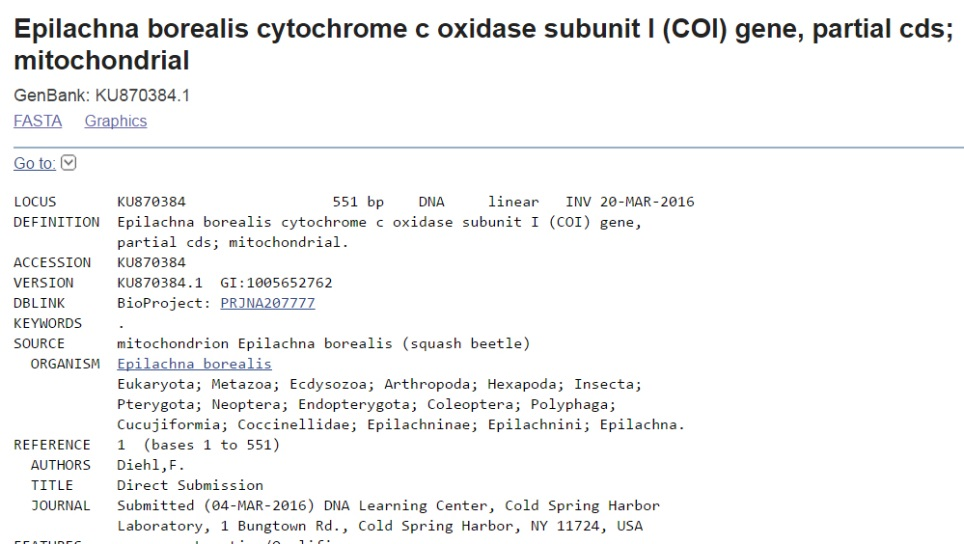 Epilachna borealis cytochrome c oxidase subunit I (COI) gene, partial cds;
mitochondrial
GenBank: KU870384.1
FASTA Graphics
Go to:
LOCUS KU870384 551 bp DNA linear INV 20-MAR-2016
DEFINITION Epilachna borealis cytochrome c oxidase subunit I (COI) gene,
partial cds; mitochondrial.
ACCESSION KU870384
VERSION KU870384.1 GI:1005652762
DBLINK BioProject: PRJNA207777
KEYWORDS .
SOURCE mitochondrion Epilachna borealis (squash beetle)
ORGANISM Epilachna borealis
Eukaryota; Metazoa; Ecdysozoa; Arthropoda; Hexapoda; Insecta;
Pterygota; Neoptera; Endopterygota; Coleoptera; Polyphaga;
Cucujiformia; Coccinellidae; Epilachninae; Epilachnini; Epilachna.
REFERENCE 1 (bases 1 to 551)
AUTHORS Diehl,F.
TITLE Direct Submission
JOURNAL Submitted (04-MAR-2016) DNA Learning Center, Cold Spring Harbor
Laboratory, 1 Bungtown Rd., Cold Spring Harbor, NY 11724, USA
FEATURES Location/Qualifiers